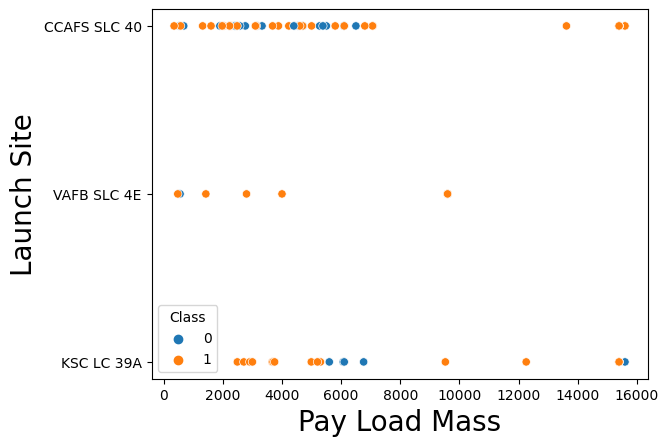 CCAFS SLC 40
VAFB SLC 4E
KSC LC 39A
Launch Site
Class
0
1
0 2000 4000 6000 8000 10000 12000 14000 16000
Pay Load Mass